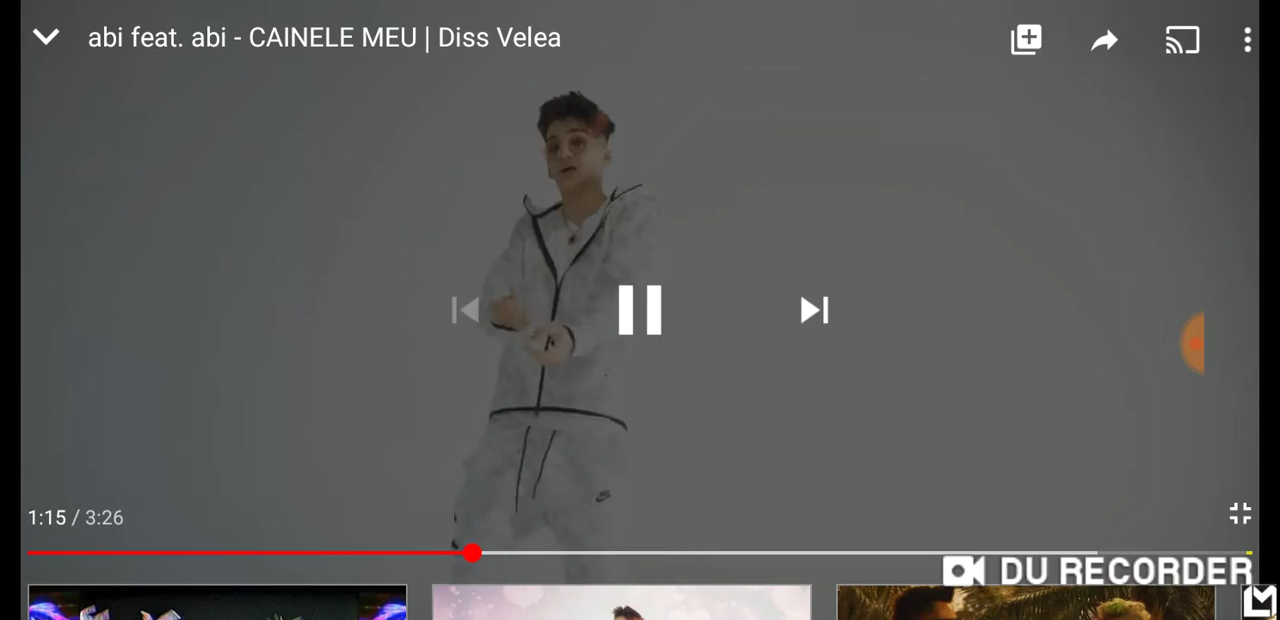 abi feat. abi - CAINELE MEU | Diss Velea
1:15 / 3:26
DU RECORDER